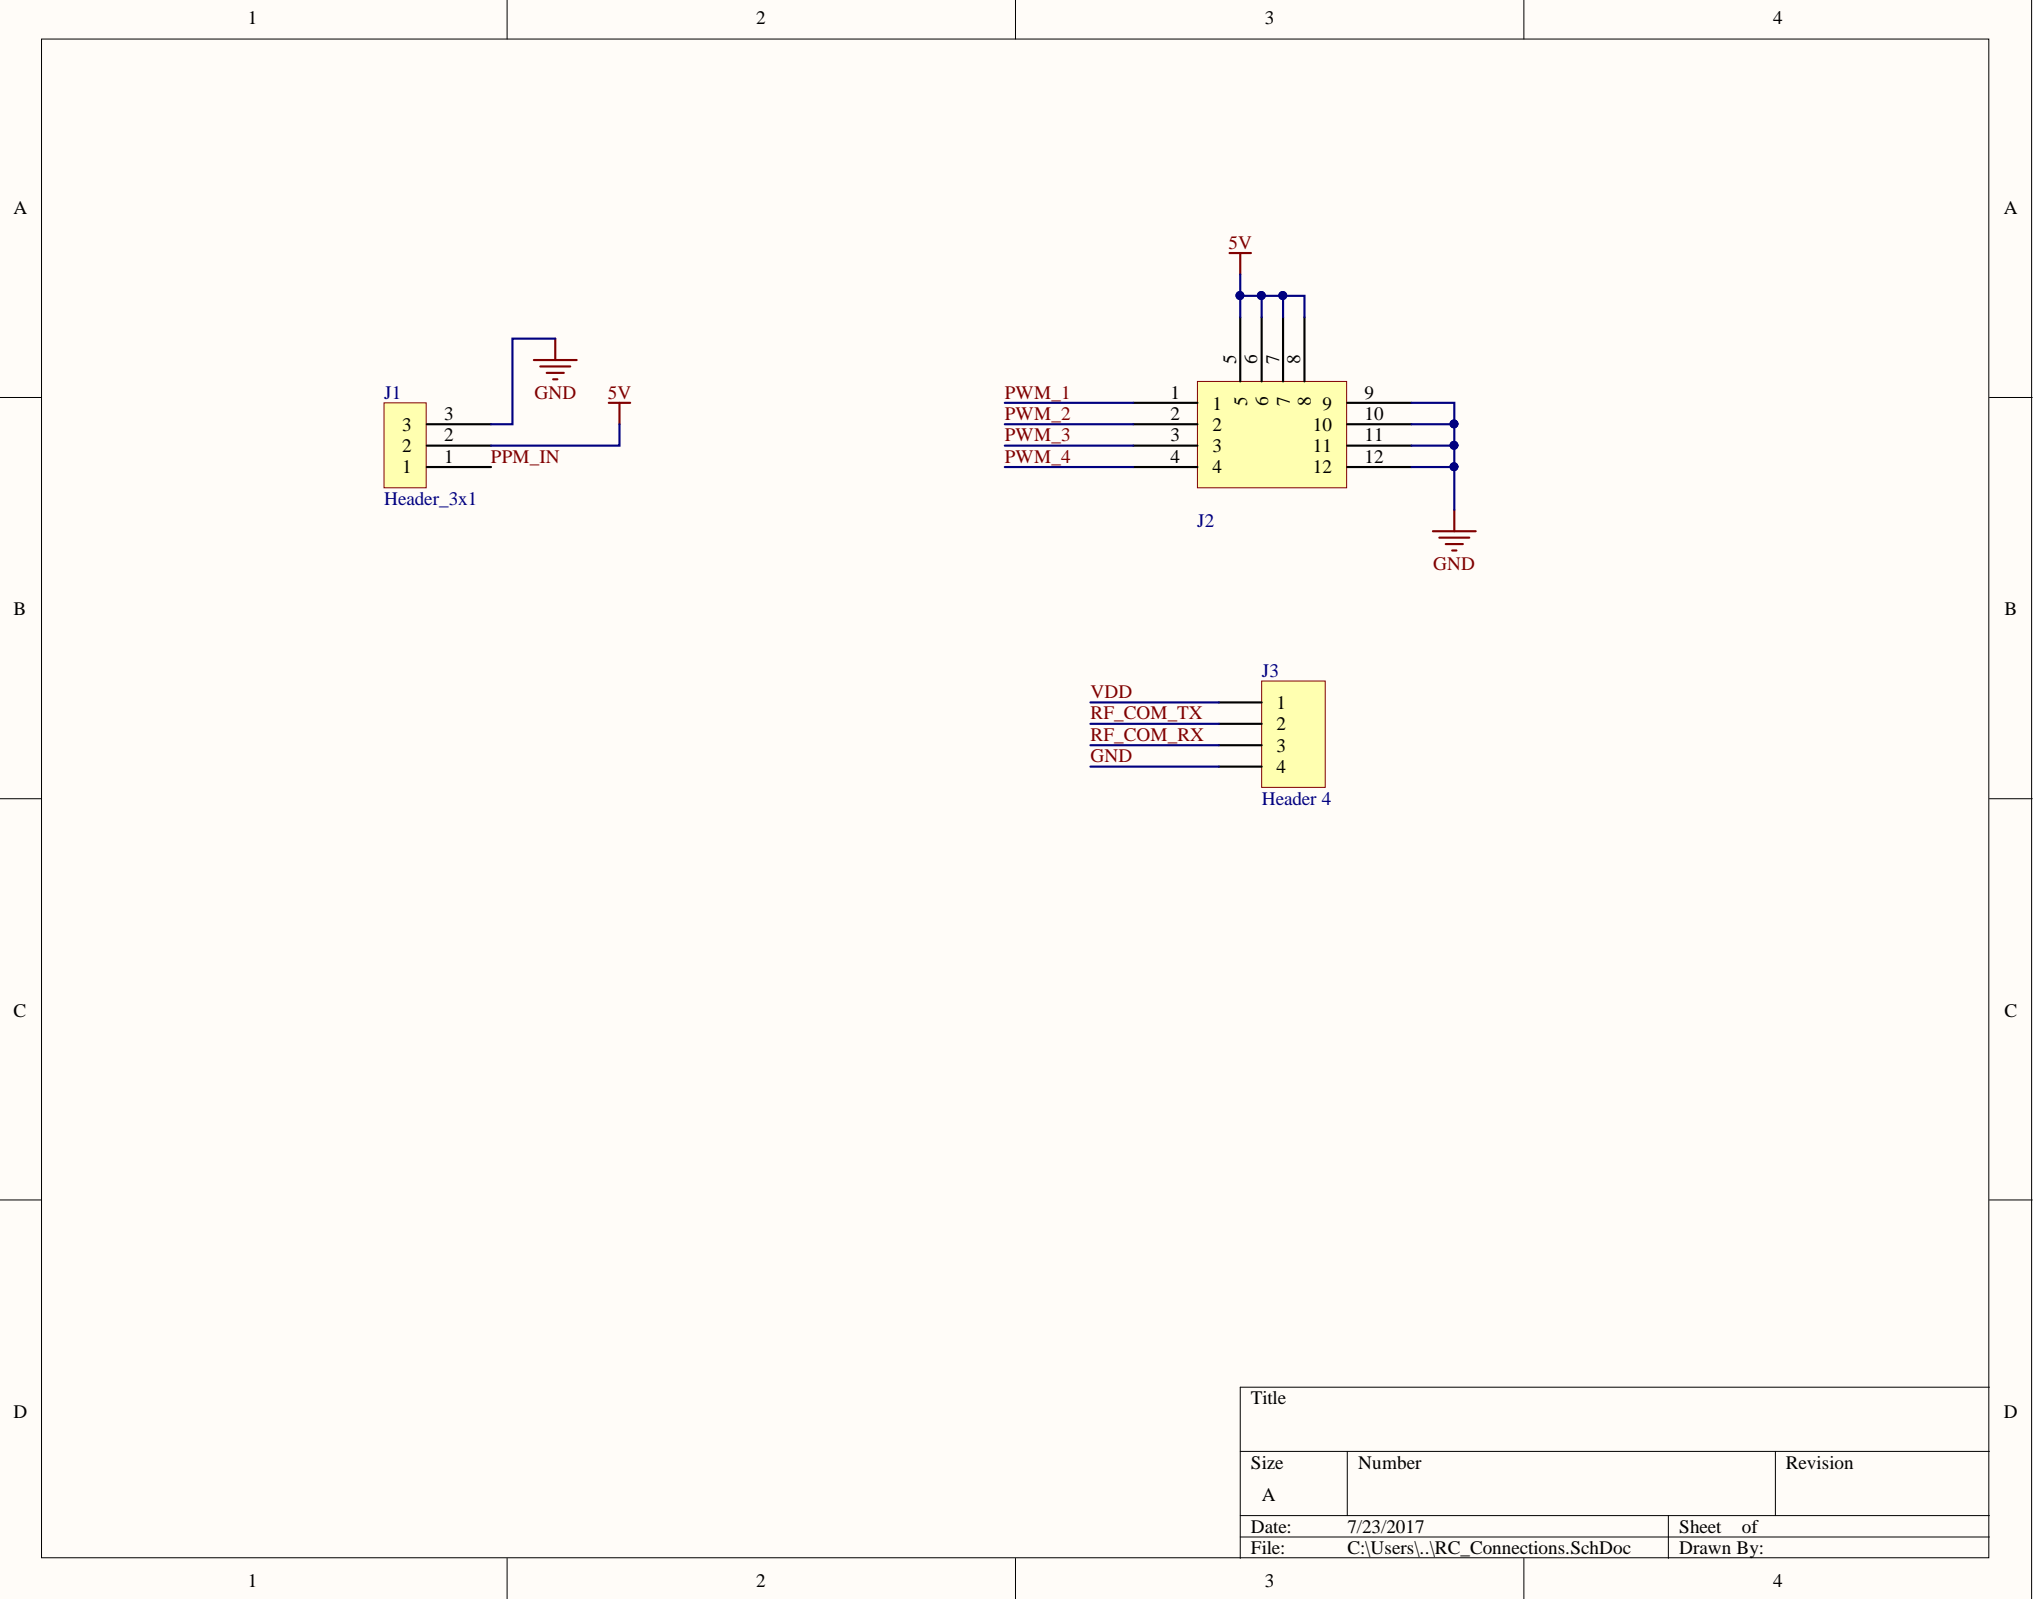 1 2 3 4
A A
5V
5 6 7 8
J1 GND 5V
3 3
2 2
1 1 PPM_IN
Header_3x1
PWM_1 1 1 5 6 7 8 9 9
PWM_2 2 2 10 10
PWM_3 3 3 11 11
PWM_4 4 4 12 12
J2
GND
B B
J3
VDD 1
RF_COM_TX 2
RF_COM_RX 3
GND 4
Header 4
C C
D D
Title
Size Number Revision
A
Date: 7/23/2017 Sheet of
File: C:\Users\..\RC_Connections.SchDoc Drawn By:
1 2 3 4